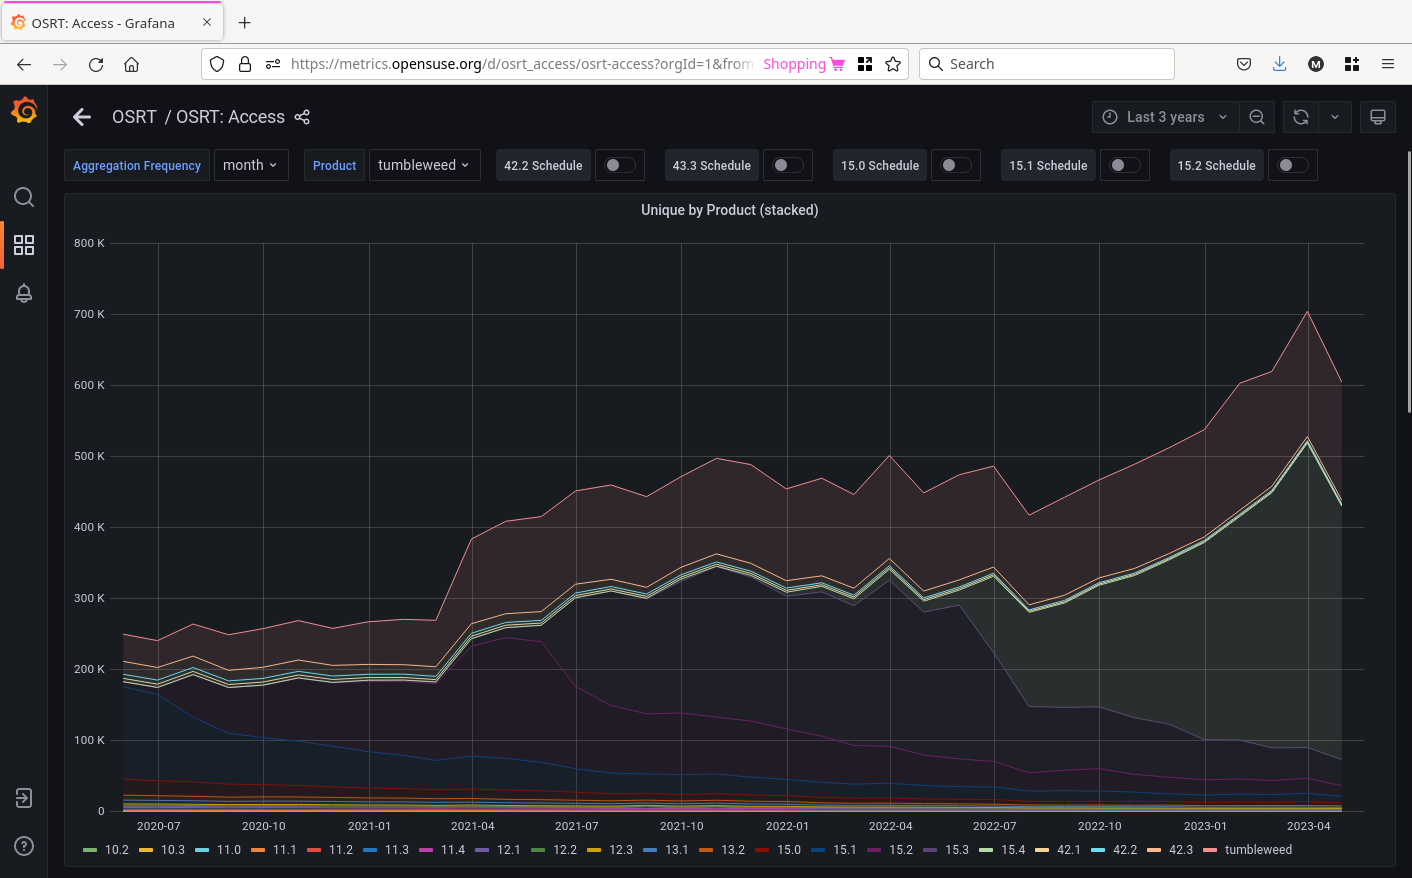 OSRT: Access - Grafana
https://metrics.opensuse.org/d/osrt_access/osrt-access?orgId=1&from
Shopping
Search
OSRT / OSRT: Access
Last 3 years
Aggregation Frequency
month
Product
tumbleweed
42.2 Schedule
43.3 Schedule
15.0 Schedule
15.1 Schedule
15.2 Schedule
Unique by Product (stacked)
800 K
700 K
600 K
500 K
400 K
300 K
200 K
100 K
0
2020-07 2020-10 2021-01 2021-04 2021-07 2021-10 2022-01 2022-04 2022-07 2022-10 2023-01 2023-04
10.2 10.3 11.0 11.1 11.2 11.3 11.4 12.1 12.2 12.3 13.1 13.2 15.0 15.1 15.2 15.3 15.4 42.1 42.2 42.3 tumbleweed